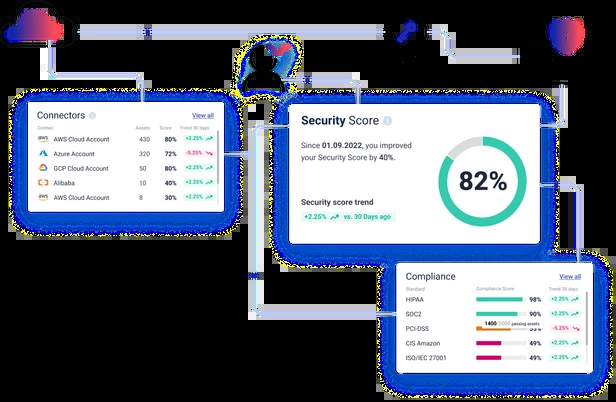 Connectors
View all
Connec
Assets
Score
Trend 30 days
aws AWS Cloud Account 430 80% +2.25%
Azure Account 320 72% -5.25%
GCP Cloud Account 50 80% +2.25%
Alibaba 10 40% +2.25%
aws AWS Cloud Account 8 30% +2.25%
Security Score
Since 01.09.2022, you improved
your Security Score by 40%.
82%
Security score trend
+2.25% vs. 30 Days ago
Compliance
View all
Standard
Compliance Score
Trend 30 days
HIPAA 98% +2.25%
SOC2 90% +2.25%
1400/2000 passing assets
PCI-DSS -5.25%
CIS Amazon 49% +2.25%
ISO/IEC 27001 49% +2.25%